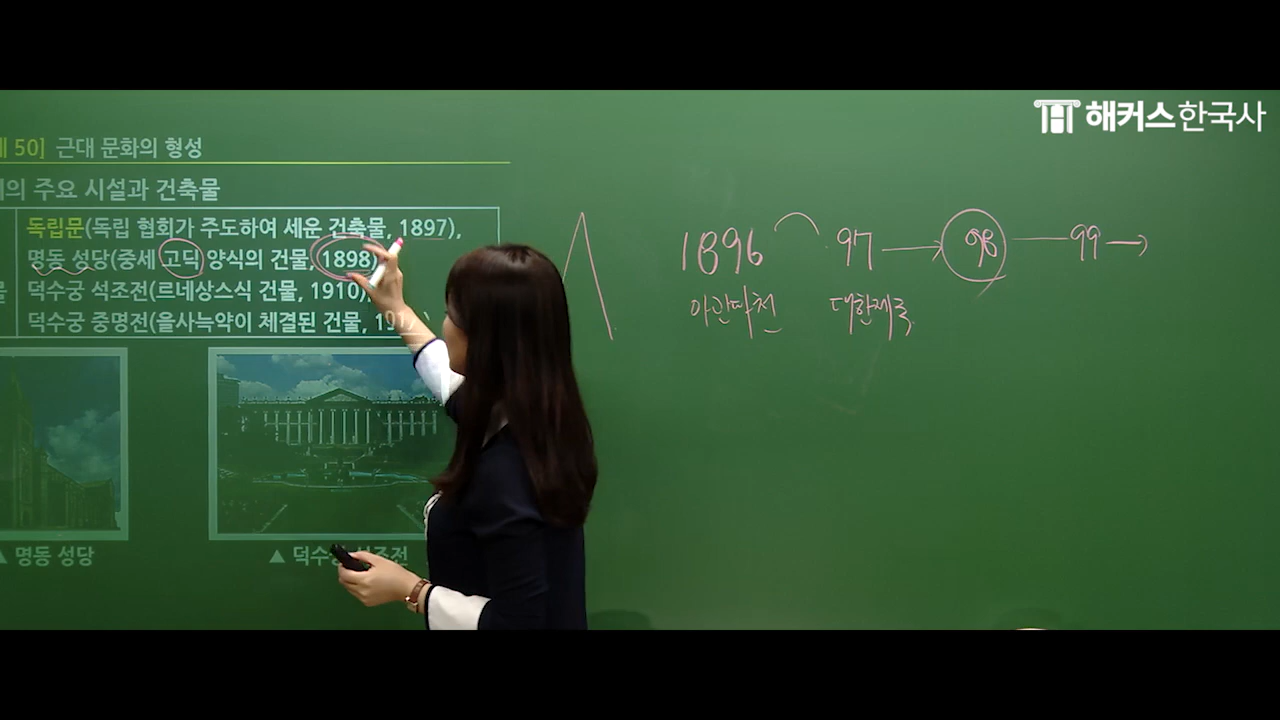 해커스한국사
50] 근대 문화의 형성
의 주요 시설과 건축물
독립문(독립 협회가 주도하여 세운 건축물, 1897),
명동 성당(중세 고딕 양식의 건물, 1898)
덕수궁 석조전(르네상스식 건물, 1910),
덕수궁 중명전(을사늑약이 체결된 건물,
▲ 명동 성당
▲ 덕수궁 석조전
1896 97 98 99
아관파천 대한제국